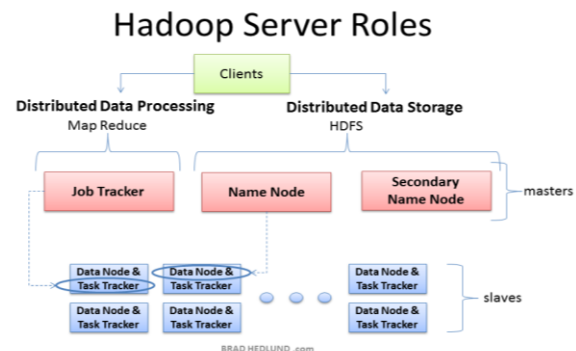 Hadoop Server Roles
Clients
Distributed Data Processing
Map Reduce
Distributed Data Storage
HDFS
Job Tracker
Name Node
Secondary
Name Node
masters
Data Node &
Task Tracker
Data Node &
Task Tracker
Data Node &
Task Tracker
slaves
Data Node &
Task Tracker
Data Node &
Task Tracker
Data Node &
Task Tracker
BRAD HEDLUND .com